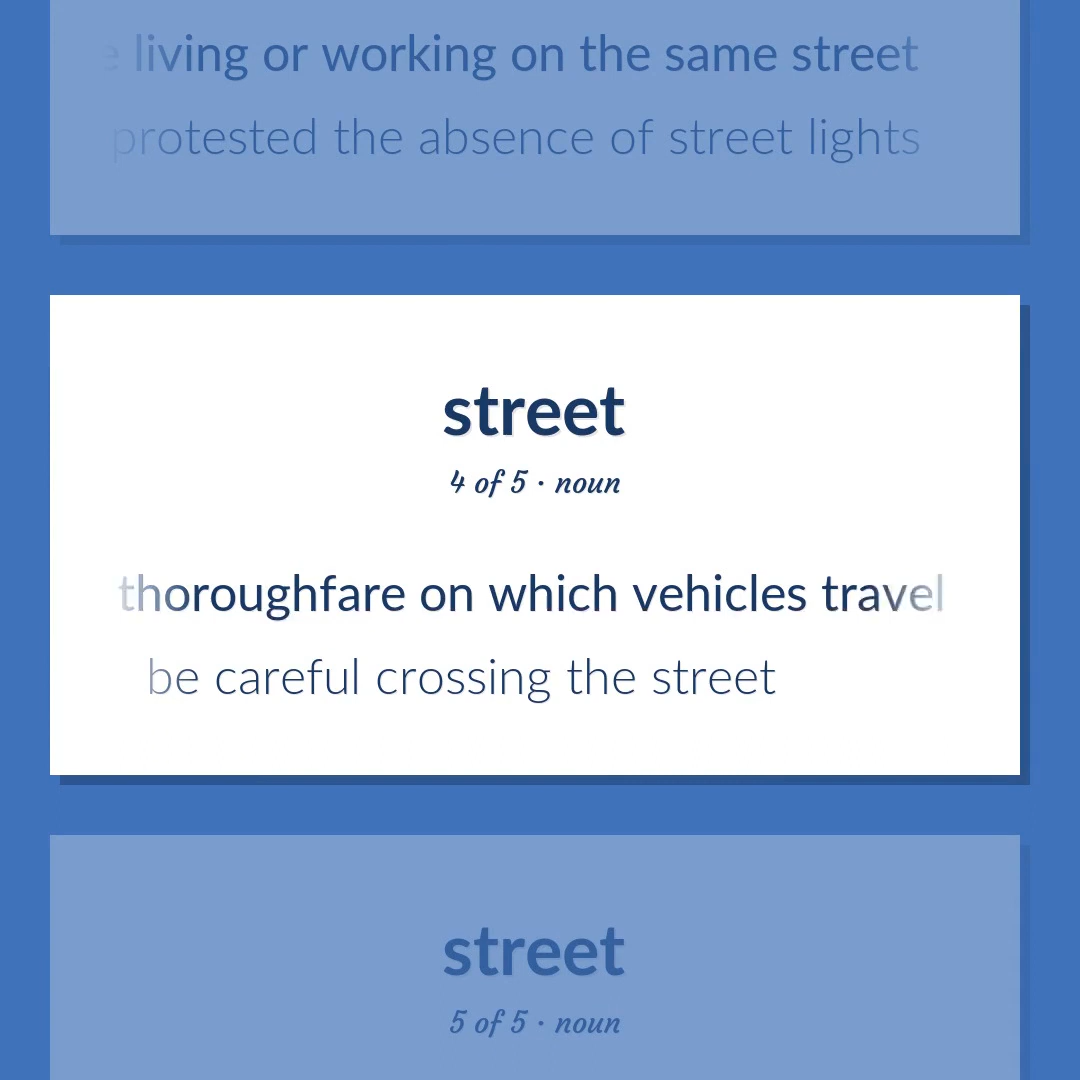 living or working on the same street
protested the absence of street lights
street
4 of 5 · noun
thoroughfare on which vehicles travel
be careful crossing the street
street
5 of 5 · noun